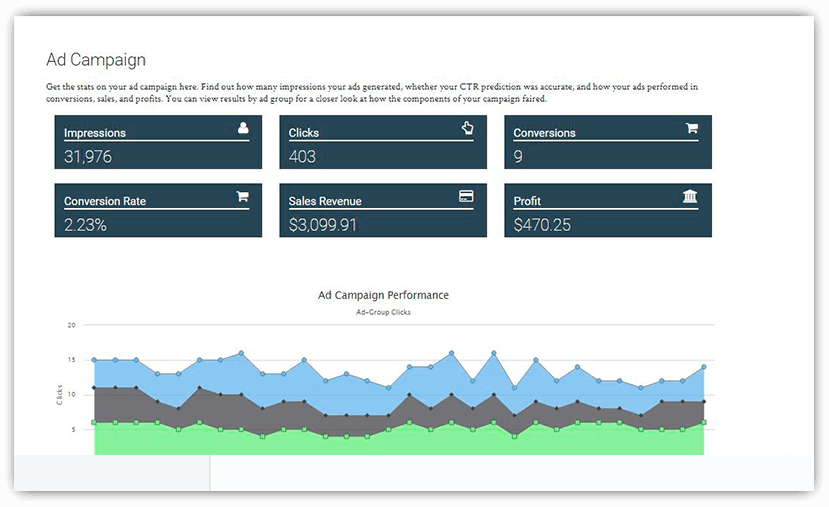 Ad Campaign
Get the stats on your ad campaign here. Find out how many impressions your ads generated, whether your CTR prediction was accurate, and how your ads performed in
conversions, sales, and profits. You can view results by ad group for a closer look at how the components of your campaign faired.
Impressions
31,976
Clicks
403
Conversions
9
Conversion Rate
2.23%
Sales Revenue
$3,099.91
Profit
$470.25
Ad Campaign Performance
Ad-Group Clicks
20
15
10
5
Clicks